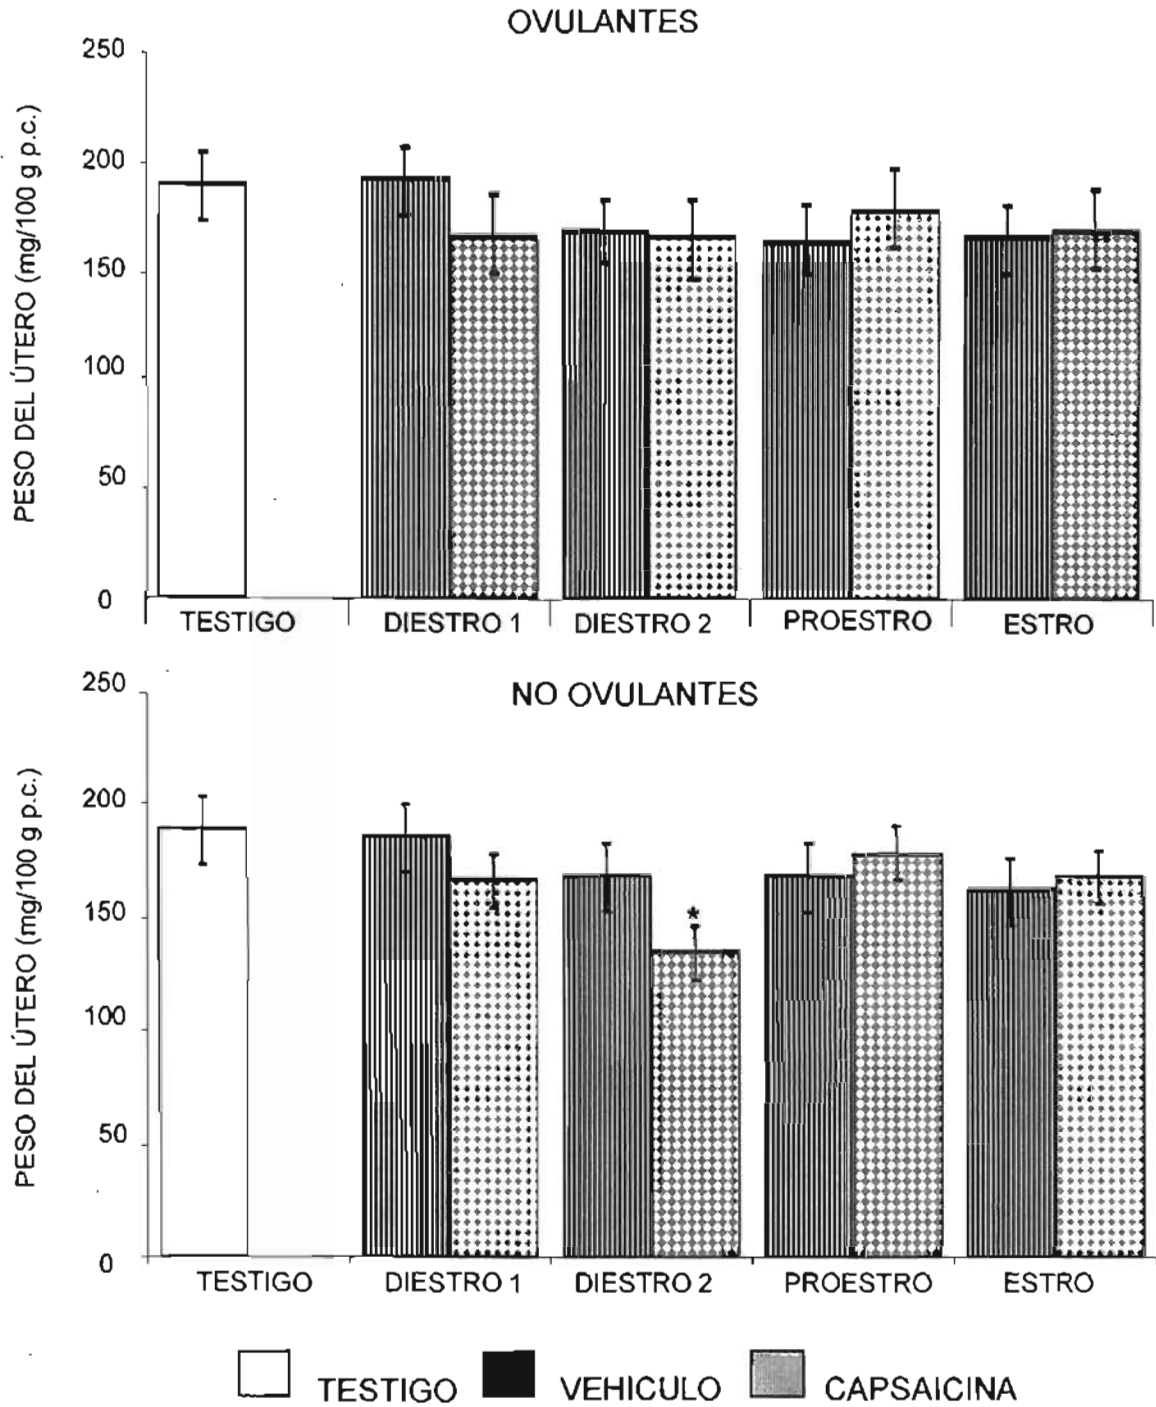 OVULANTES
PESO DEL ÚTERO (mg/100 g p.c.)
250
200
150
100
50
0
TESTIGO DIESTRO 1 DIESTRO 2 PROESTRO ESTRO
NO OVULANTES
PESO DEL ÚTERO (mg/100 g p.c.)
250
200
150
100
50
0
*
TESTIGO DIESTRO 1 DIESTRO 2 PROESTRO ESTRO
TESTIGO VEHICULO CAPSAICINA